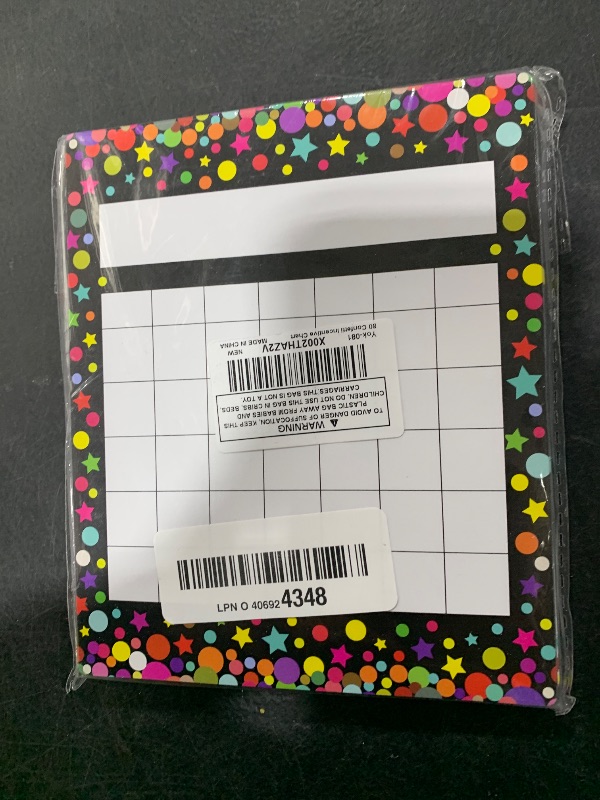 WARNING
TO AVOID DANGER OF SUFFOCATION, KEEP THIS
PLASTIC BAG AWAY FROM BABIES AND
CHILDREN. DO NOT USE THIS BAG IN CRIBS, BEDS,
CARRIAGES. THIS BAG IS NOT A TOY.
X002THAZ2V
NEW MADE IN CHINA
80 Confetti Incentive Chart
Yok-081
LPN O 406924348